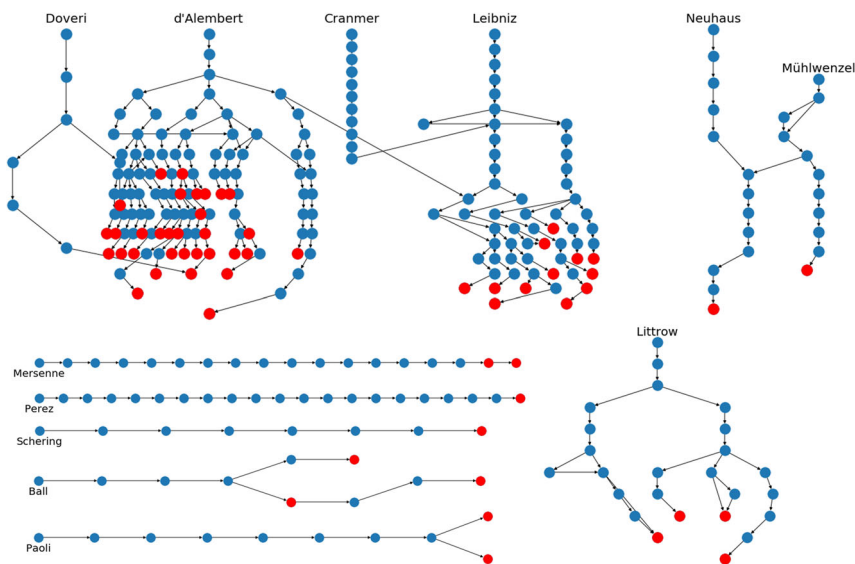 Doveri
d'Alembert
Cranmer
Leibniz
Neuhaus
Mühlwenzel
Littrow
Mersenne
Perez
Schering
Ball
Paoli